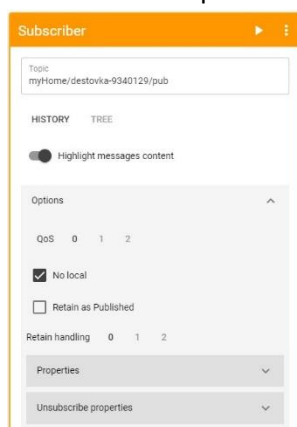 Subscriber
Topic
myHome/destovka-9340129/pub
HISTORY TREE
Highlight messages content
Options
QoS 0 1 2
No local
Retain as Published
Retain handling 0 1 2
Properties
Unsubscribe properties